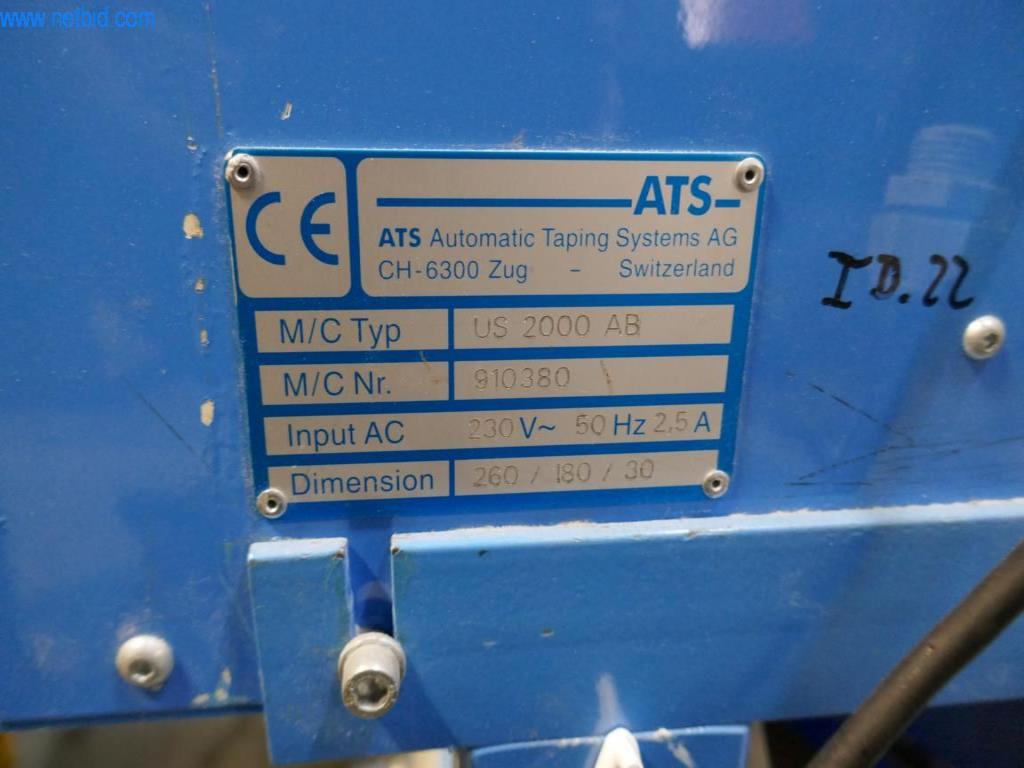 www.netbid.com
CE
ATS
ATS Automatic Taping Systems AG
CH-6300 Zug - Switzerland
M/C Typ US 2000 AB
M/C Nr. 910380
Input AC 230 V~ 50 Hz 2,5 A
Dimension 260 / 180 / 30
ID.22